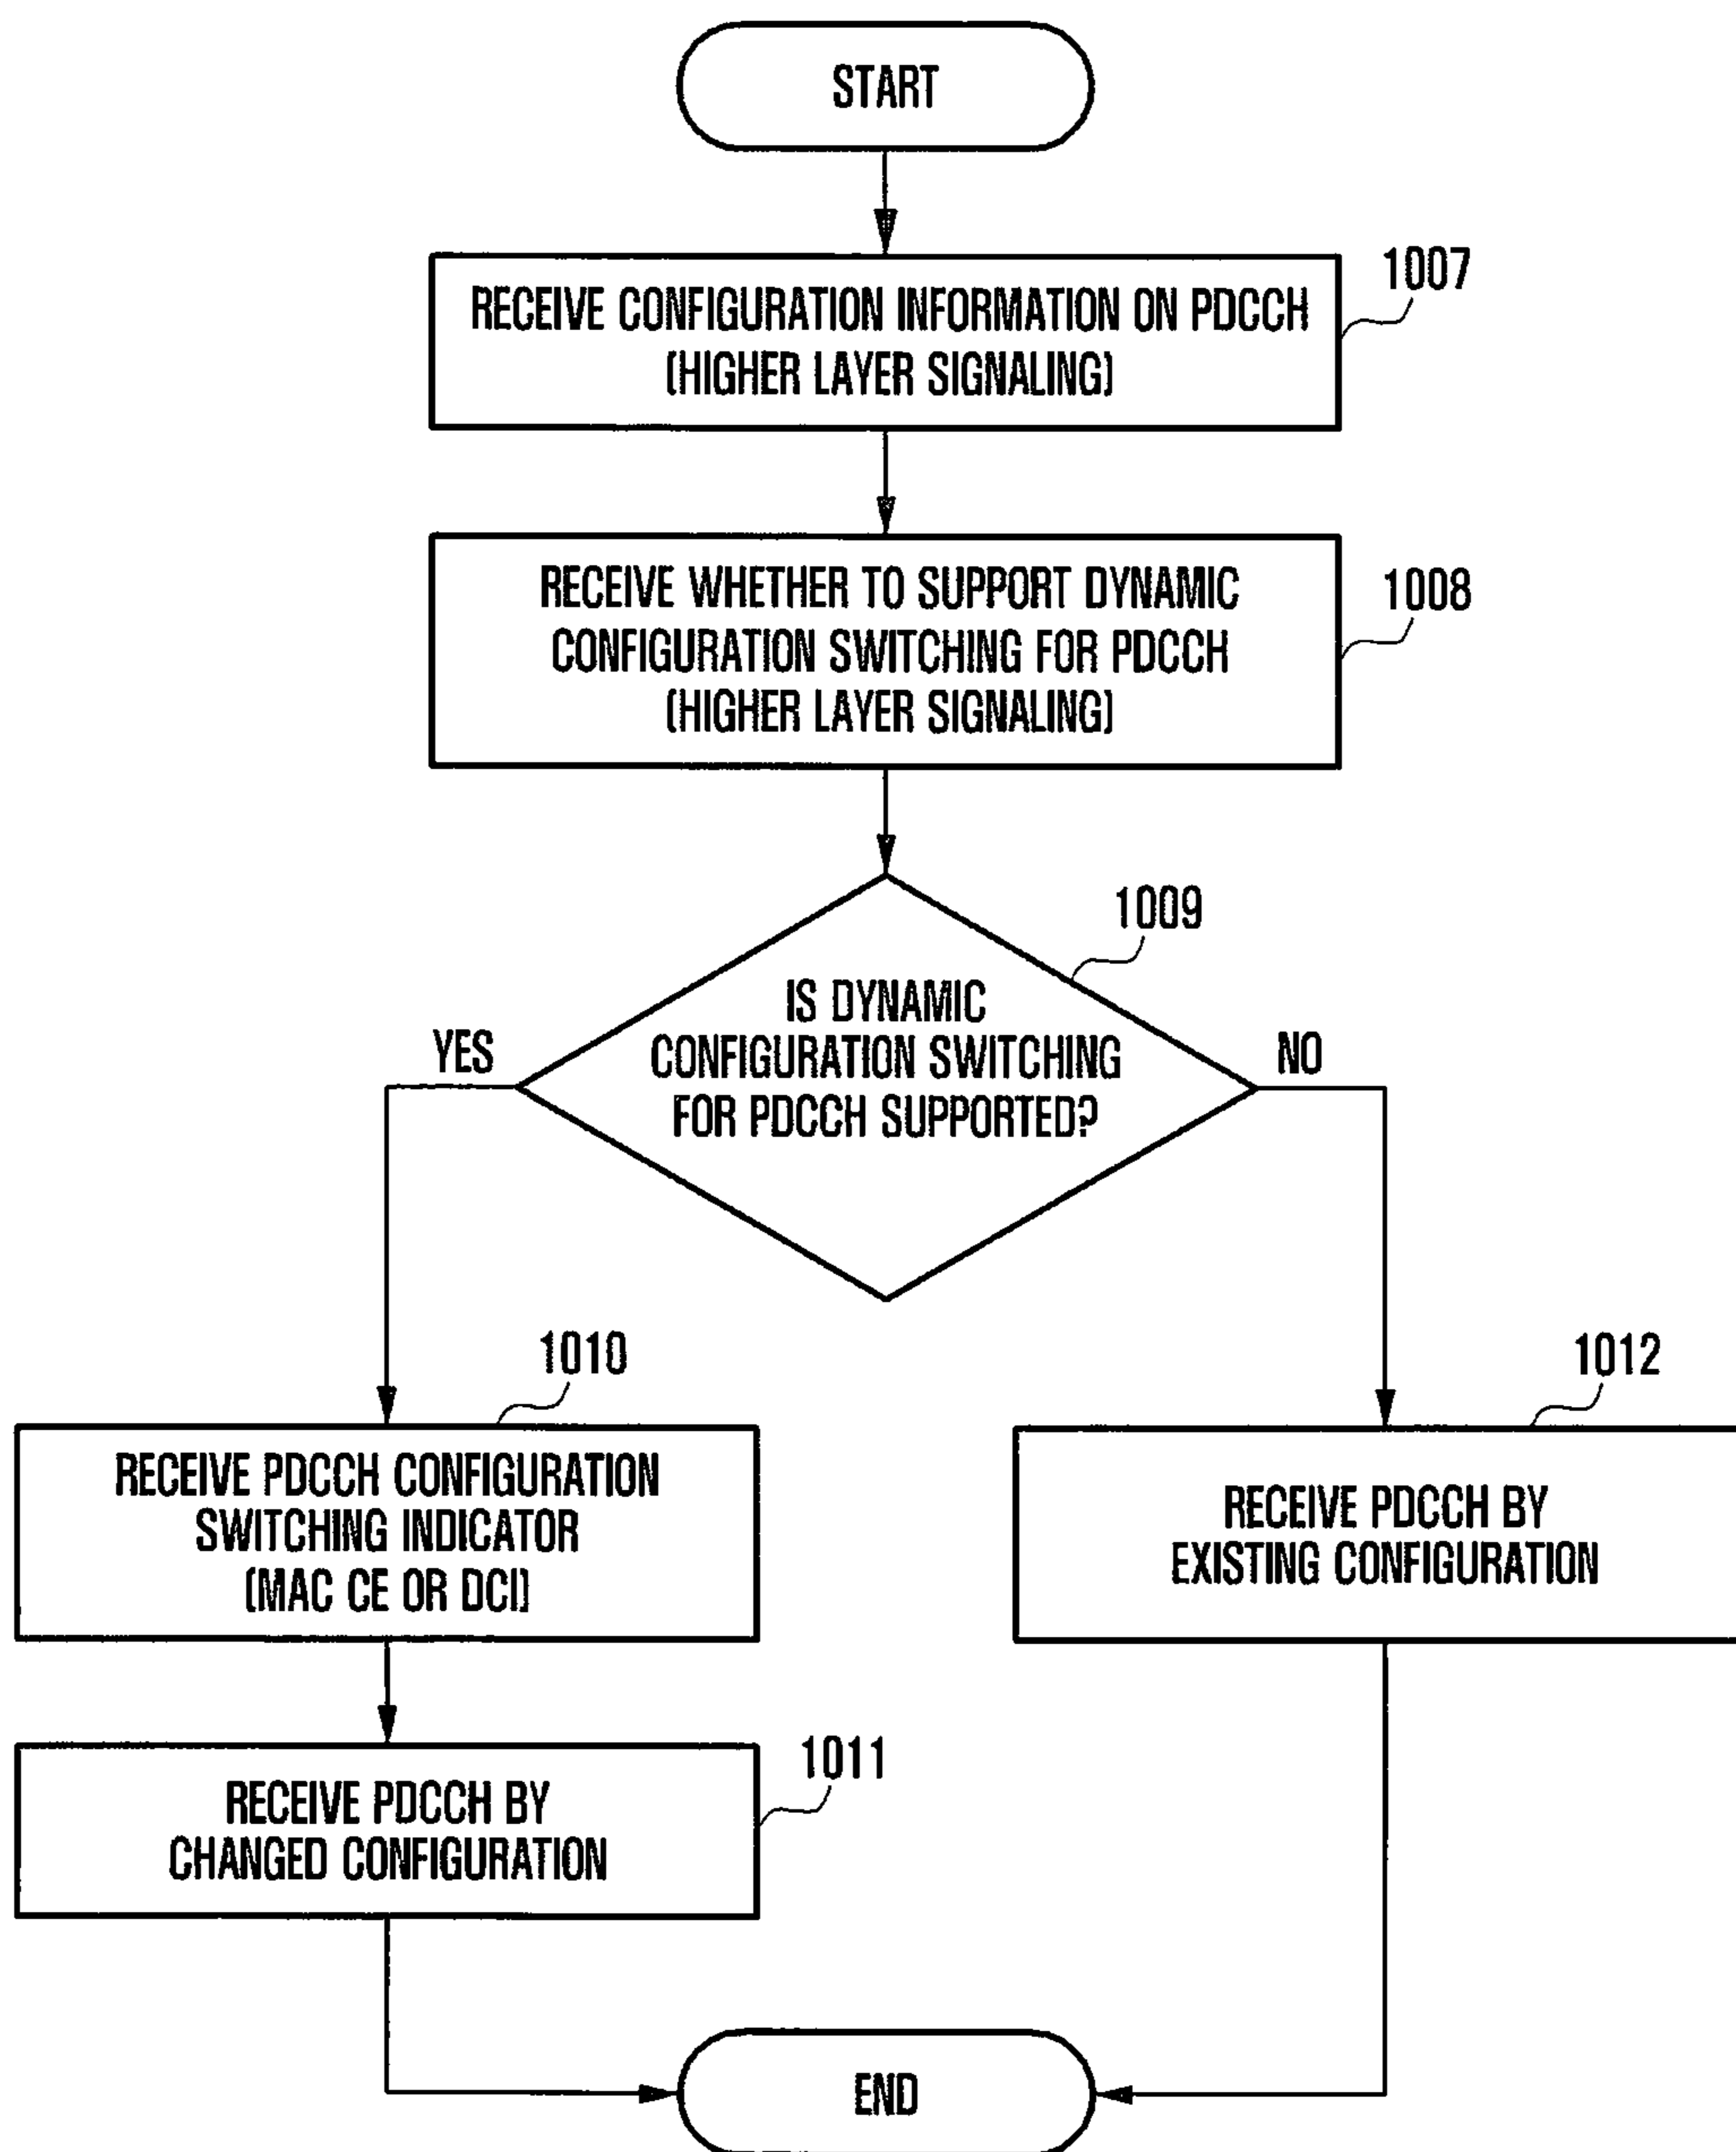 START
RECEIVE CONFIGURATION INFORMATION ON PDCCH
(HIGHER LAYER SIGNALING)
1007
RECEIVE WHETHER TO SUPPORT DYNAMIC
CONFIGURATION SWITCHING FOR PDCCH
(HIGHER LAYER SIGNALING)
1008
1009
IS DYNAMIC
CONFIGURATION SWITCHING
FOR PDCCH SUPPORTED?
YES
NO
1010
RECEIVE PDCCH CONFIGURATION
SWITCHING INDICATOR
(MAC CE OR DCI)
1012
RECEIVE PDCCH BY
EXISTING CONFIGURATION
1011
RECEIVE PDCCH BY
CHANGED CONFIGURATION
END